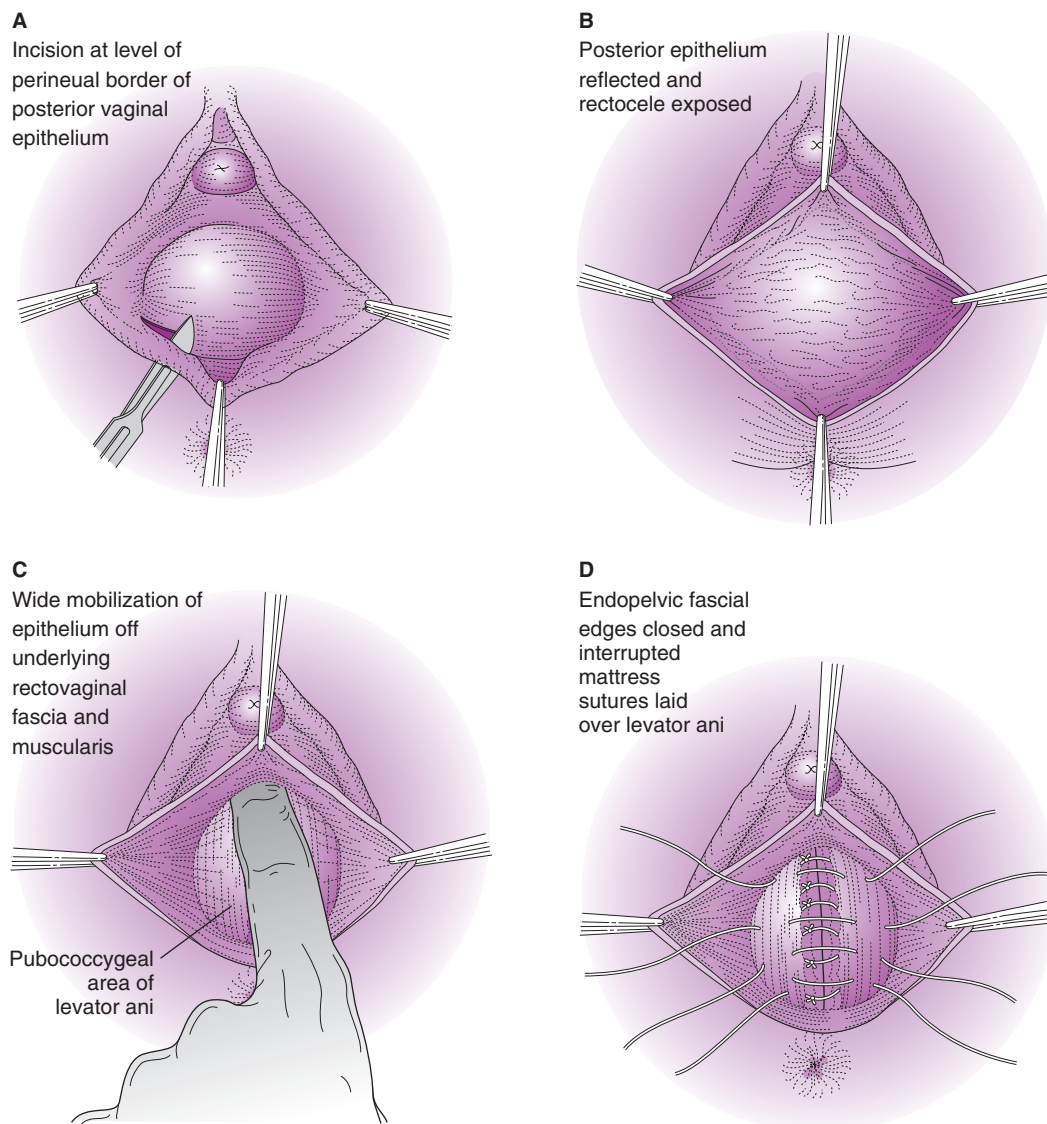 A
Incision at level of
perineual border of
posterior vaginal
epithelium
B
Posterior epithelium
reflected and
rectocele exposed
C
Wide mobilization of
epithelium off
underlying
rectovaginal
fascia and
muscularis
Pubococcygeal
area of
levator ani
D
Endopelvic fascial
edges closed and
interrupted
mattress
sutures laid
over levator ani